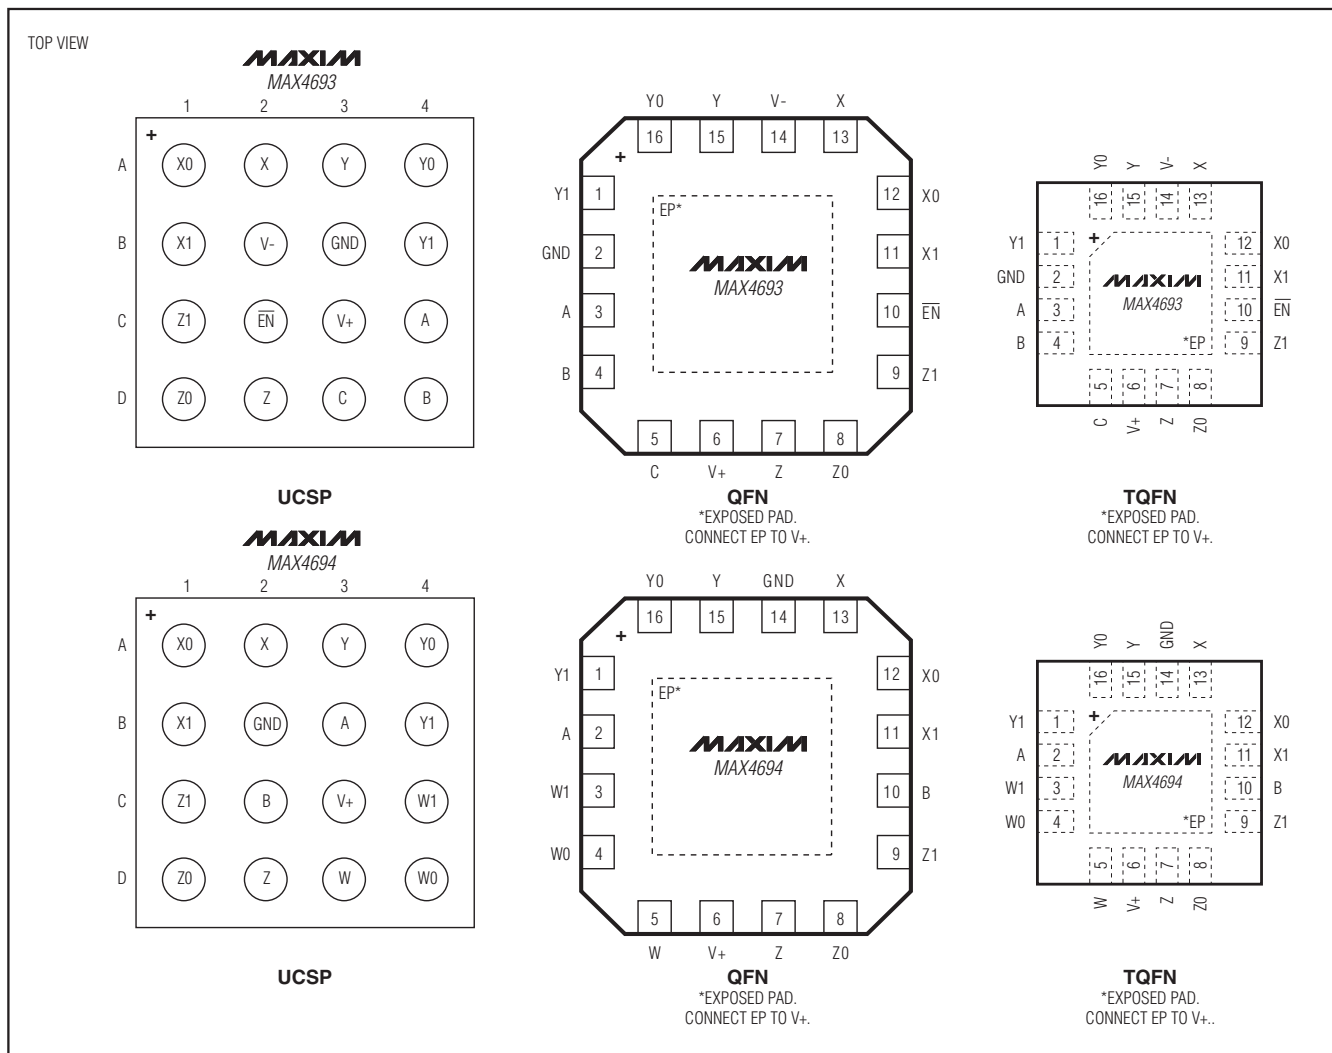 TOP VIEW
MAXIM
MAX4693
1 2 3 4
+
A X0 X Y Y0
B X1 V- GND Y1
C Z1 E̅N̅ V+ A
D Z0 Z C B
UCSP
Y0 Y V- X
16 15 14 13
+
Y1 1 12 X0
EP*
GND 2 11 X1
MAXIM
MAX4693
A 3 10 E̅N̅
B 4 9 Z1
5 6 7 8
C V+ Z Z0
QFN
*EXPOSED PAD.
CONNECT EP TO V+.
Y0 Y V- X
16 15 14 13
+
Y1 1 12 X0
GND 2 11 X1
MAXIM
MAX4693
A 3 10 E̅N̅
B 4 9 Z1
*EP
5 6 7 8
C V+ Z Z0
TQFN
*EXPOSED PAD.
CONNECT EP TO V+.
MAXIM
MAX4694
1 2 3 4
+
A X0 X Y Y0
B X1 GND A Y1
C Z1 B V+ W1
D Z0 Z W W0
UCSP
Y0 Y GND X
16 15 14 13
+
Y1 1 12 X0
EP*
A 2 11 X1
MAXIM
MAX4694
W1 3 10 B
W0 4 9 Z1
5 6 7 8
W V+ Z Z0
QFN
*EXPOSED PAD.
CONNECT EP TO V+.
Y0 Y GND X
16 15 14 13
+
Y1 1 12 X0
A 2 11 X1
MAXIM
MAX4694
W1 3 10 B
W0 4 9 Z1
*EP
5 6 7 8
W V+ Z Z0
TQFN
*EXPOSED PAD.
CONNECT EP TO V+..